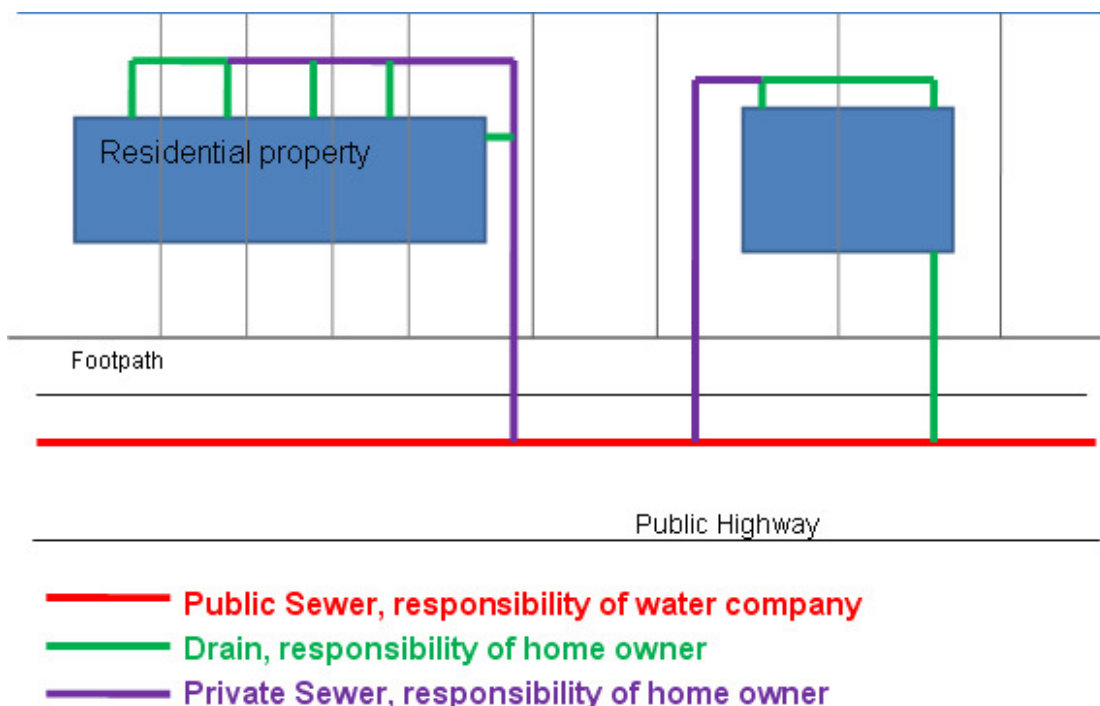 Residential property
Footpath
Public Highway
Public Sewer, responsibility of water company
Drain, responsibility of home owner
Private Sewer, responsibility of home owner